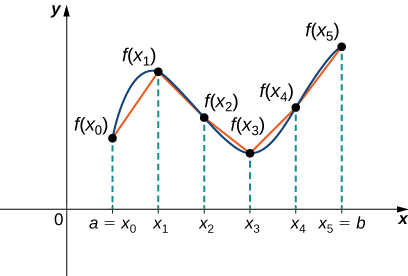 y
f(x₅)
f(x₁)
f(x₂)
f(x₄)
f(x₀)
f(x₃)
0
a = x₀ x₁ x₂ x₃ x₄ x₅ = b x